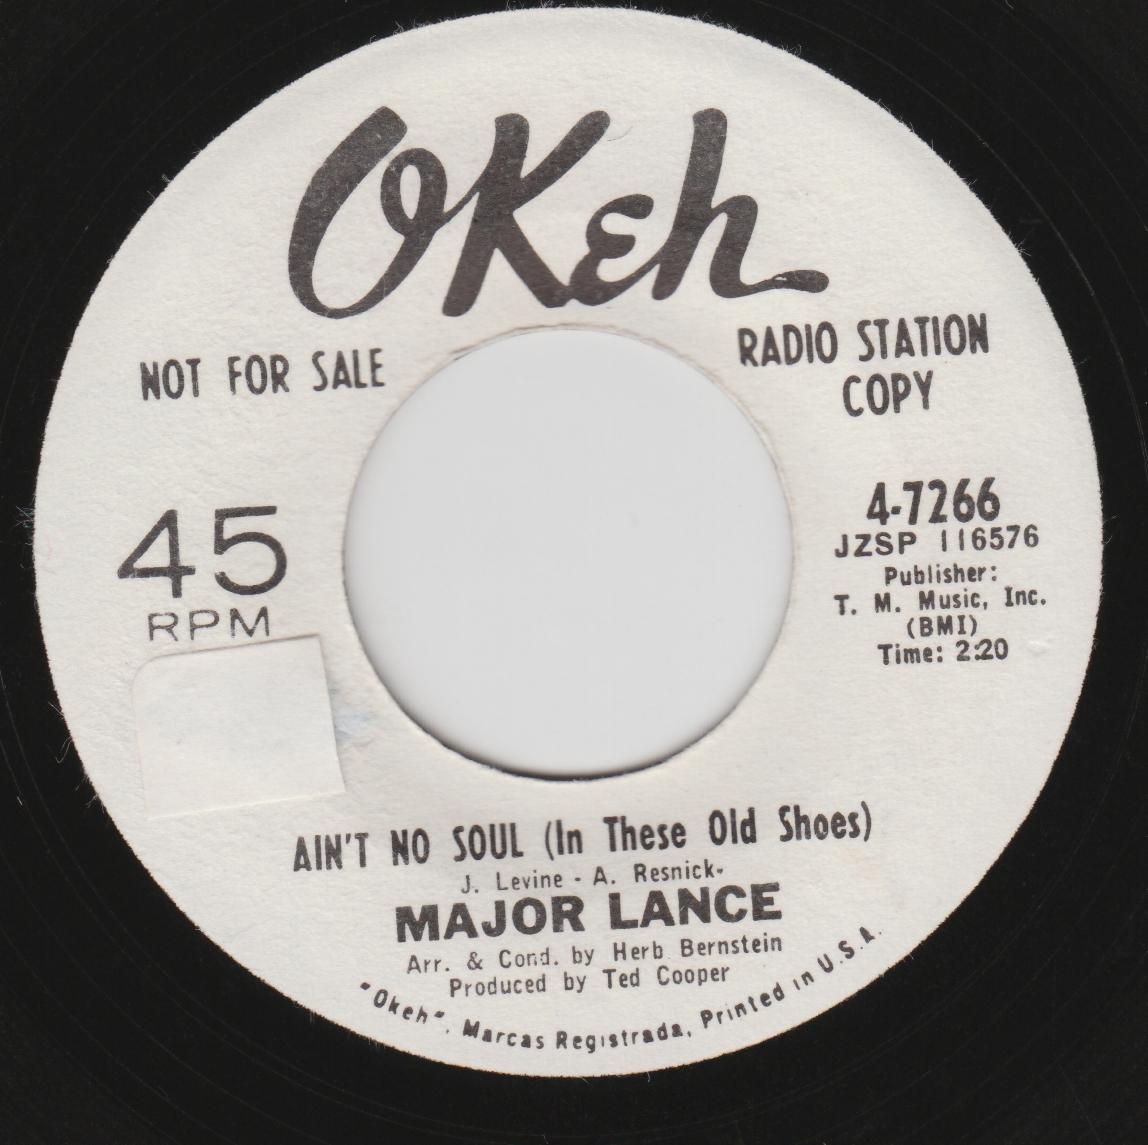 OKeh
NOT FOR SALE
RADIO STATION
COPY
45
RPM
4-7266
JZSP 116576
Publisher:
T. M. Music, Inc.
(BMI)
Time: 2:20
AIN'T NO SOUL (In These Old Shoes)
J. Levine - A. Resnick-
MAJOR LANCE
Arr. & Cond. by Herb Bernstein
Produced by Ted Cooper
"Okeh", Marcas Registrada, Printed in U.S.A.